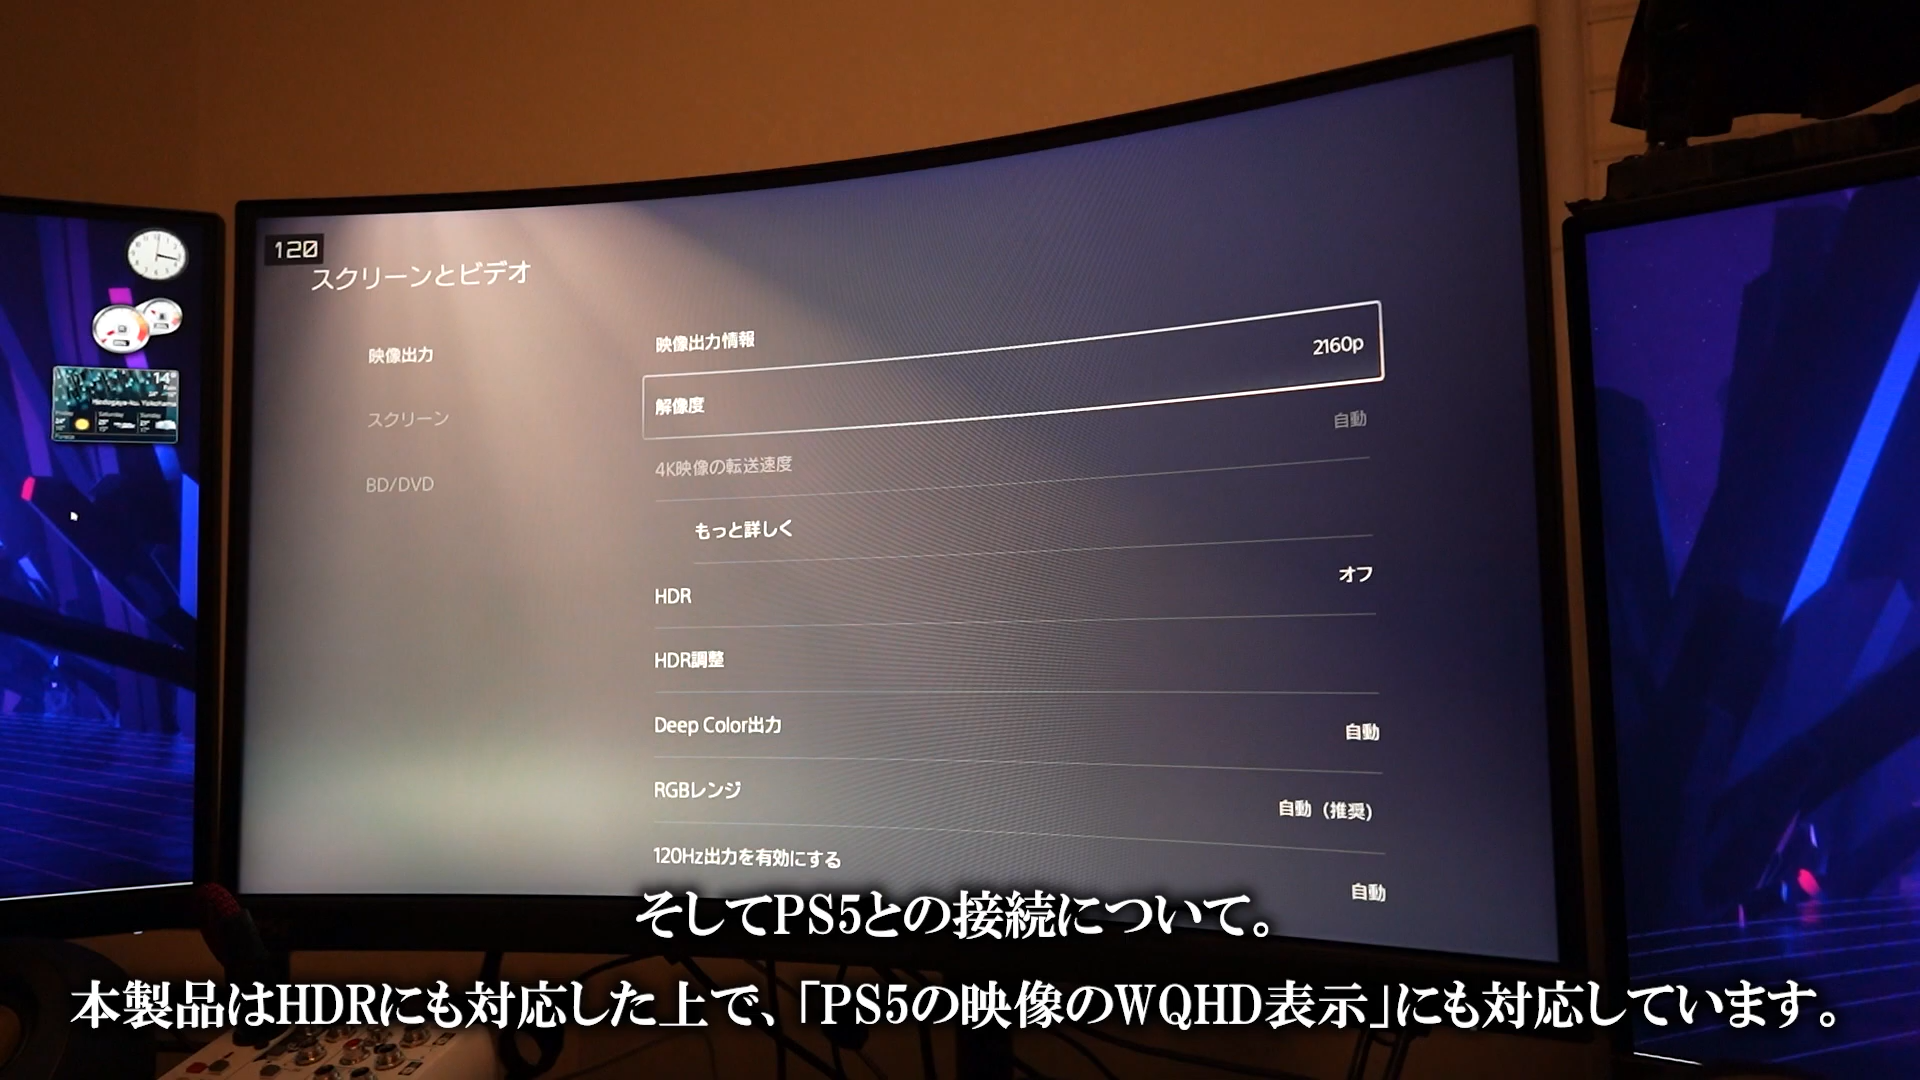 120
スクリーンとビデオ
映像出力
スクリーン
BD/DVD
映像出力情報
解像度 2160p
4K映像の転送速度 自動
もっと詳しく
HDR オフ
HDR調整
Deep Color出力 自動
RGBレンジ 自動（推奨）
120Hz出力を有効にする 自動
14°
Hodogaya-ku, Yokohama
Saturday
Sunday
そしてPS5との接続について。
本製品はHDRにも対応した上で、「PS5の映像のWQHD表示」にも対応しています。